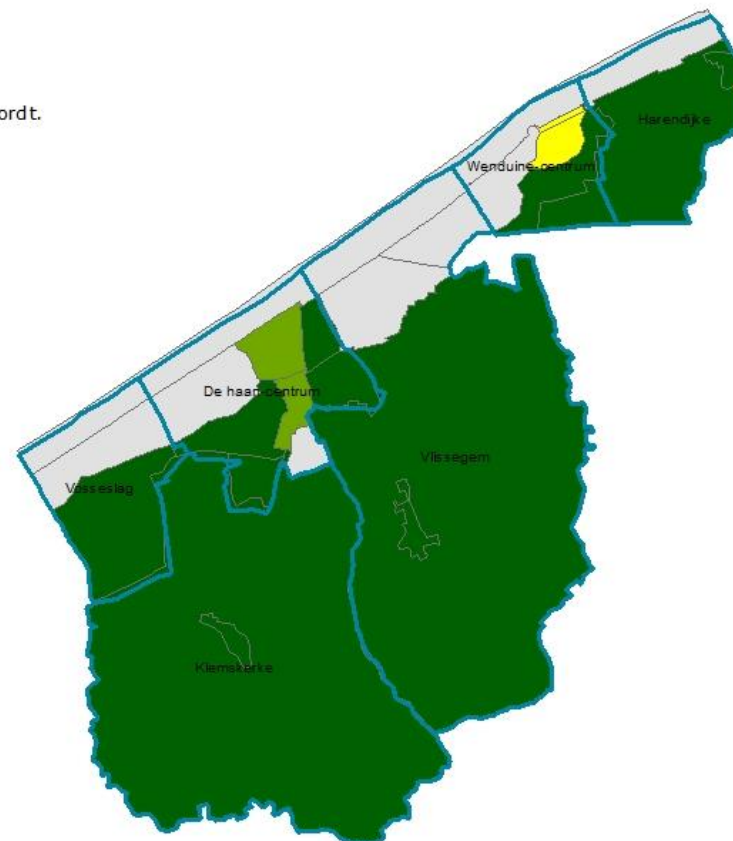 ordt.
Harendijke
Wenduine-centrum
De haan-centrum
Vlissegem
Vosseslag
Klemskerke